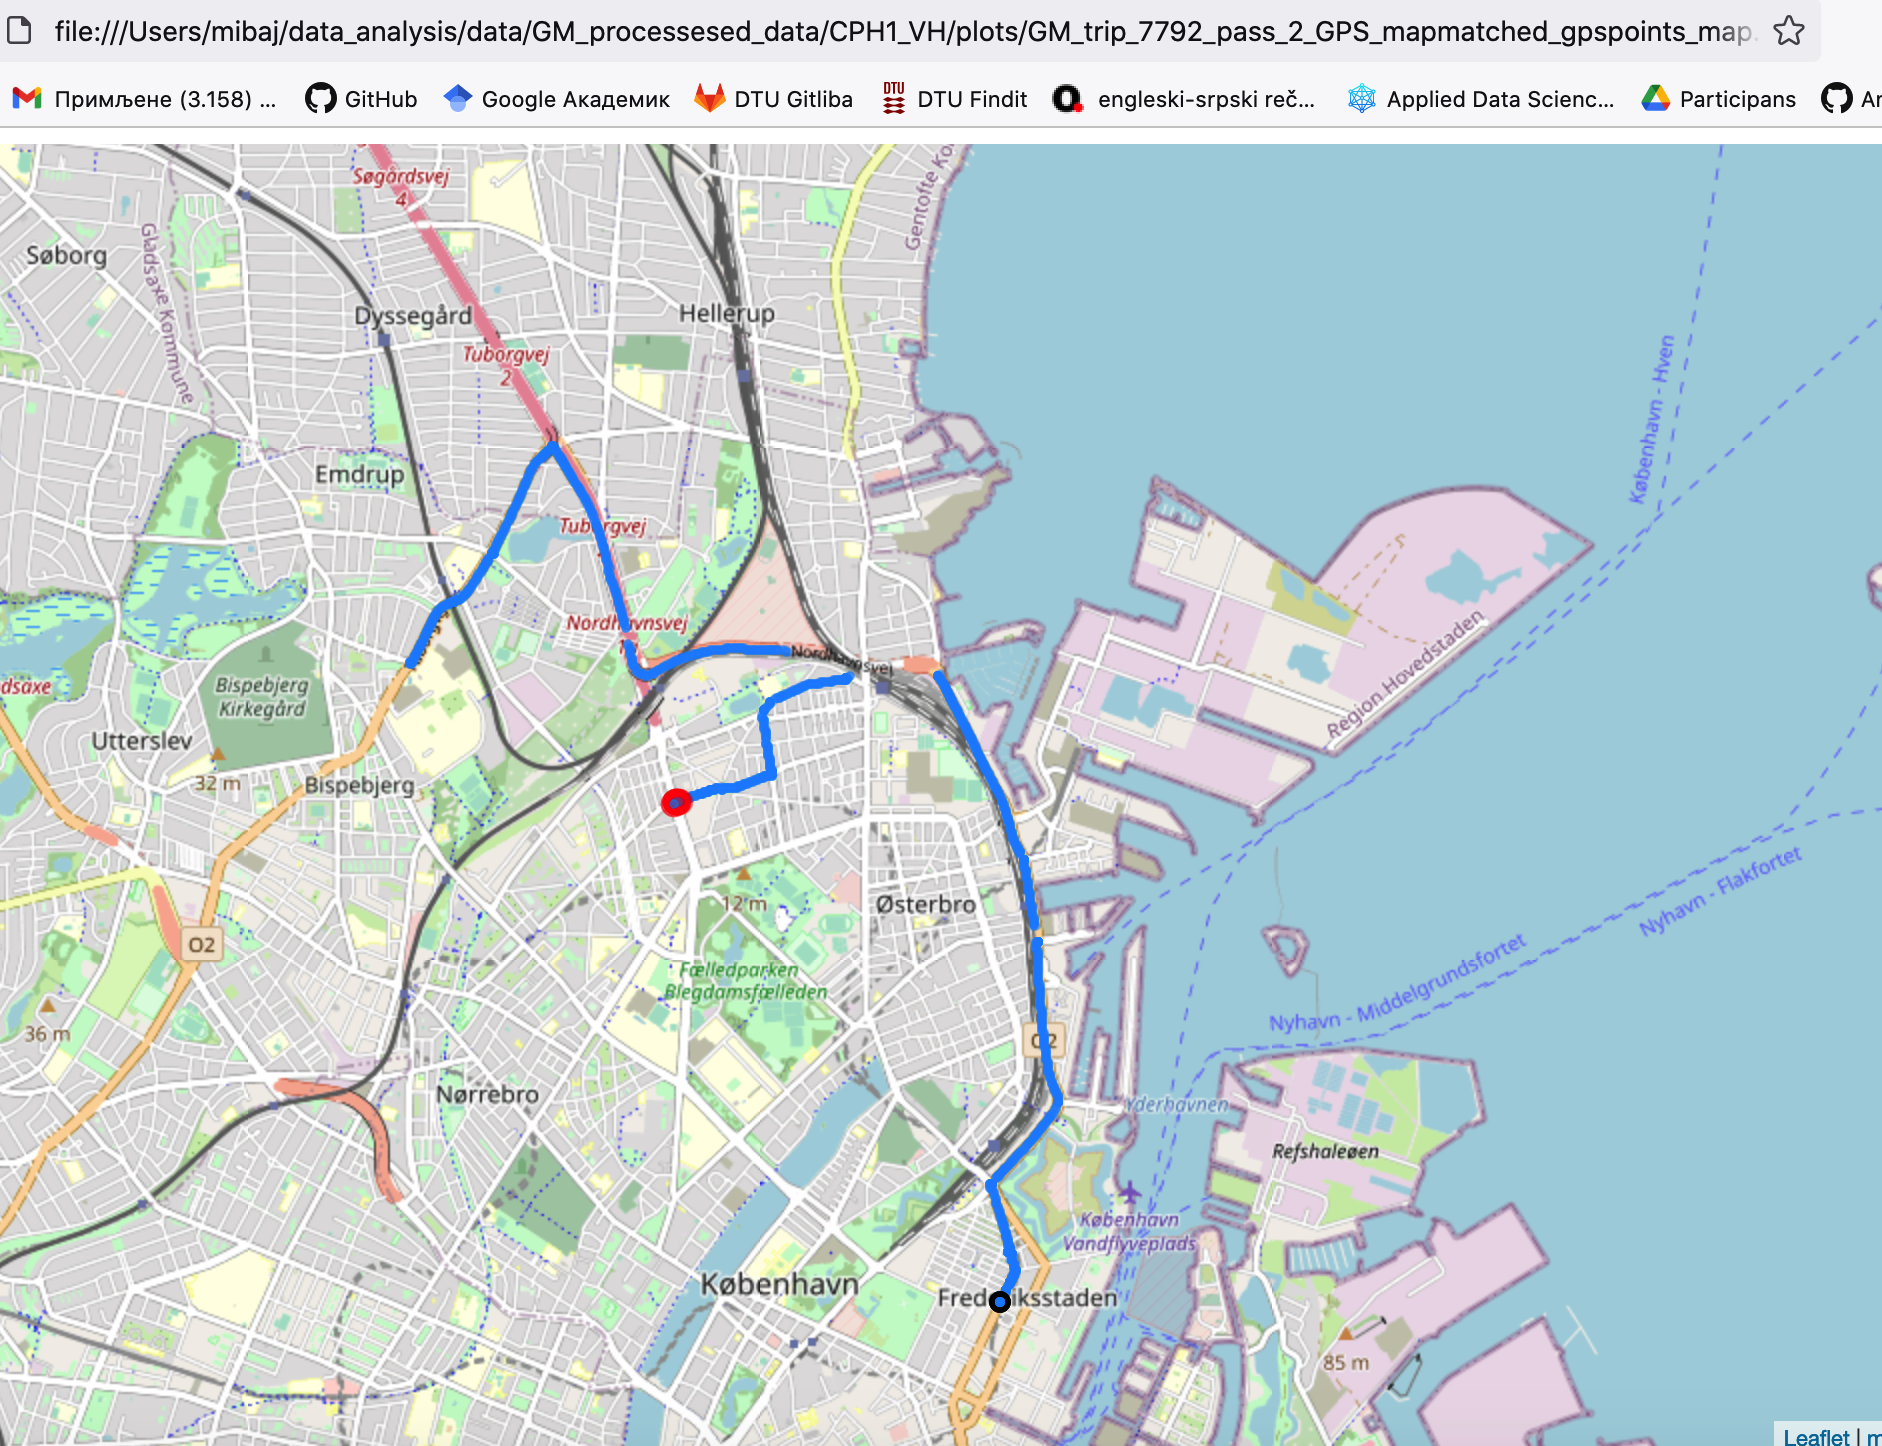 file:///Users/mibaj/data_analysis/data/GM_processesed_data/CPH1_VH/plots/GM_trip_7792_pass_2_GPS_mapmatched_gpspoints_map.
Примљене (3.158) ...
GitHub
Google Академик
DTU Gitliba
DTU
DTU Findit
engleski-srpski reč...
Applied Data Scienc...
Participans
Ar
Søgårdsvej
4
Gentofte Ko
Søborg
Gladsaxe Kommune
Dyssegård
Hellerup
Tuborgvej
2
København - Hven
Emdrup
Tuborgvej
Nordhavnsvej
Nordhavnsvej
Region Hovedstaden
dsaxe
Bispebjerg
Kirkegård
Utterslev
32 m
Bispebjerg
12 m
Østerbro
Nyhavn - Flakfortet
O2
Fælledparken
Blegdamsfælleden
Nyhavn - Middelgrundsfortet
36 m
O2
Nørrebro
Yderhavnen
Refshaleøen
København
Vandflyveplads
København
Frederiksstaden
85 m
Leaflet | m